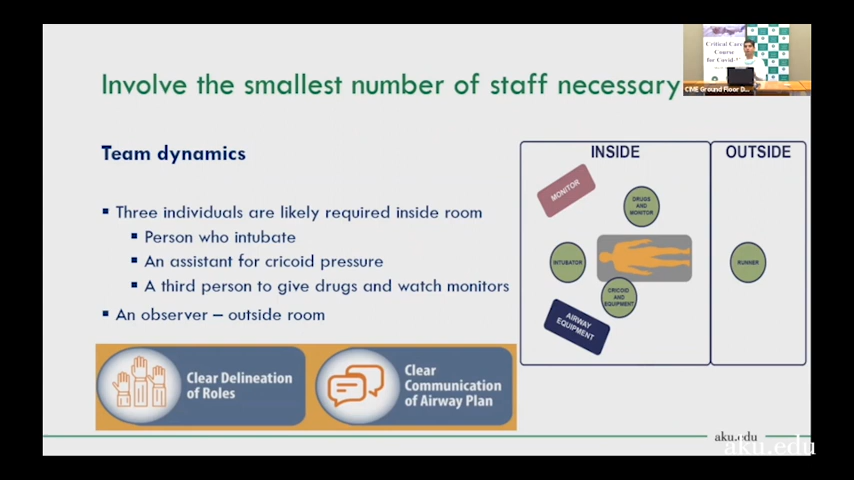 Involve the smallest number of staff necessary
Critical Care
Course
for Covid-
CME Ground Floor D...
Team dynamics
Three individuals are likely required inside room
Person who intubate
An assistant for cricoid pressure
A third person to give drugs and watch monitors
An observer – outside room
Clear Delineation
of Roles
Clear
Communication
of Airway Plan
INSIDE
OUTSIDE
MONITOR
DRUGS
AND
MONITOR
INTUBATOR
RUNNER
CRICOID
AND
EQUIPMENT
AIRWAY
EQUIPMENT
aku.edu
aku.edu